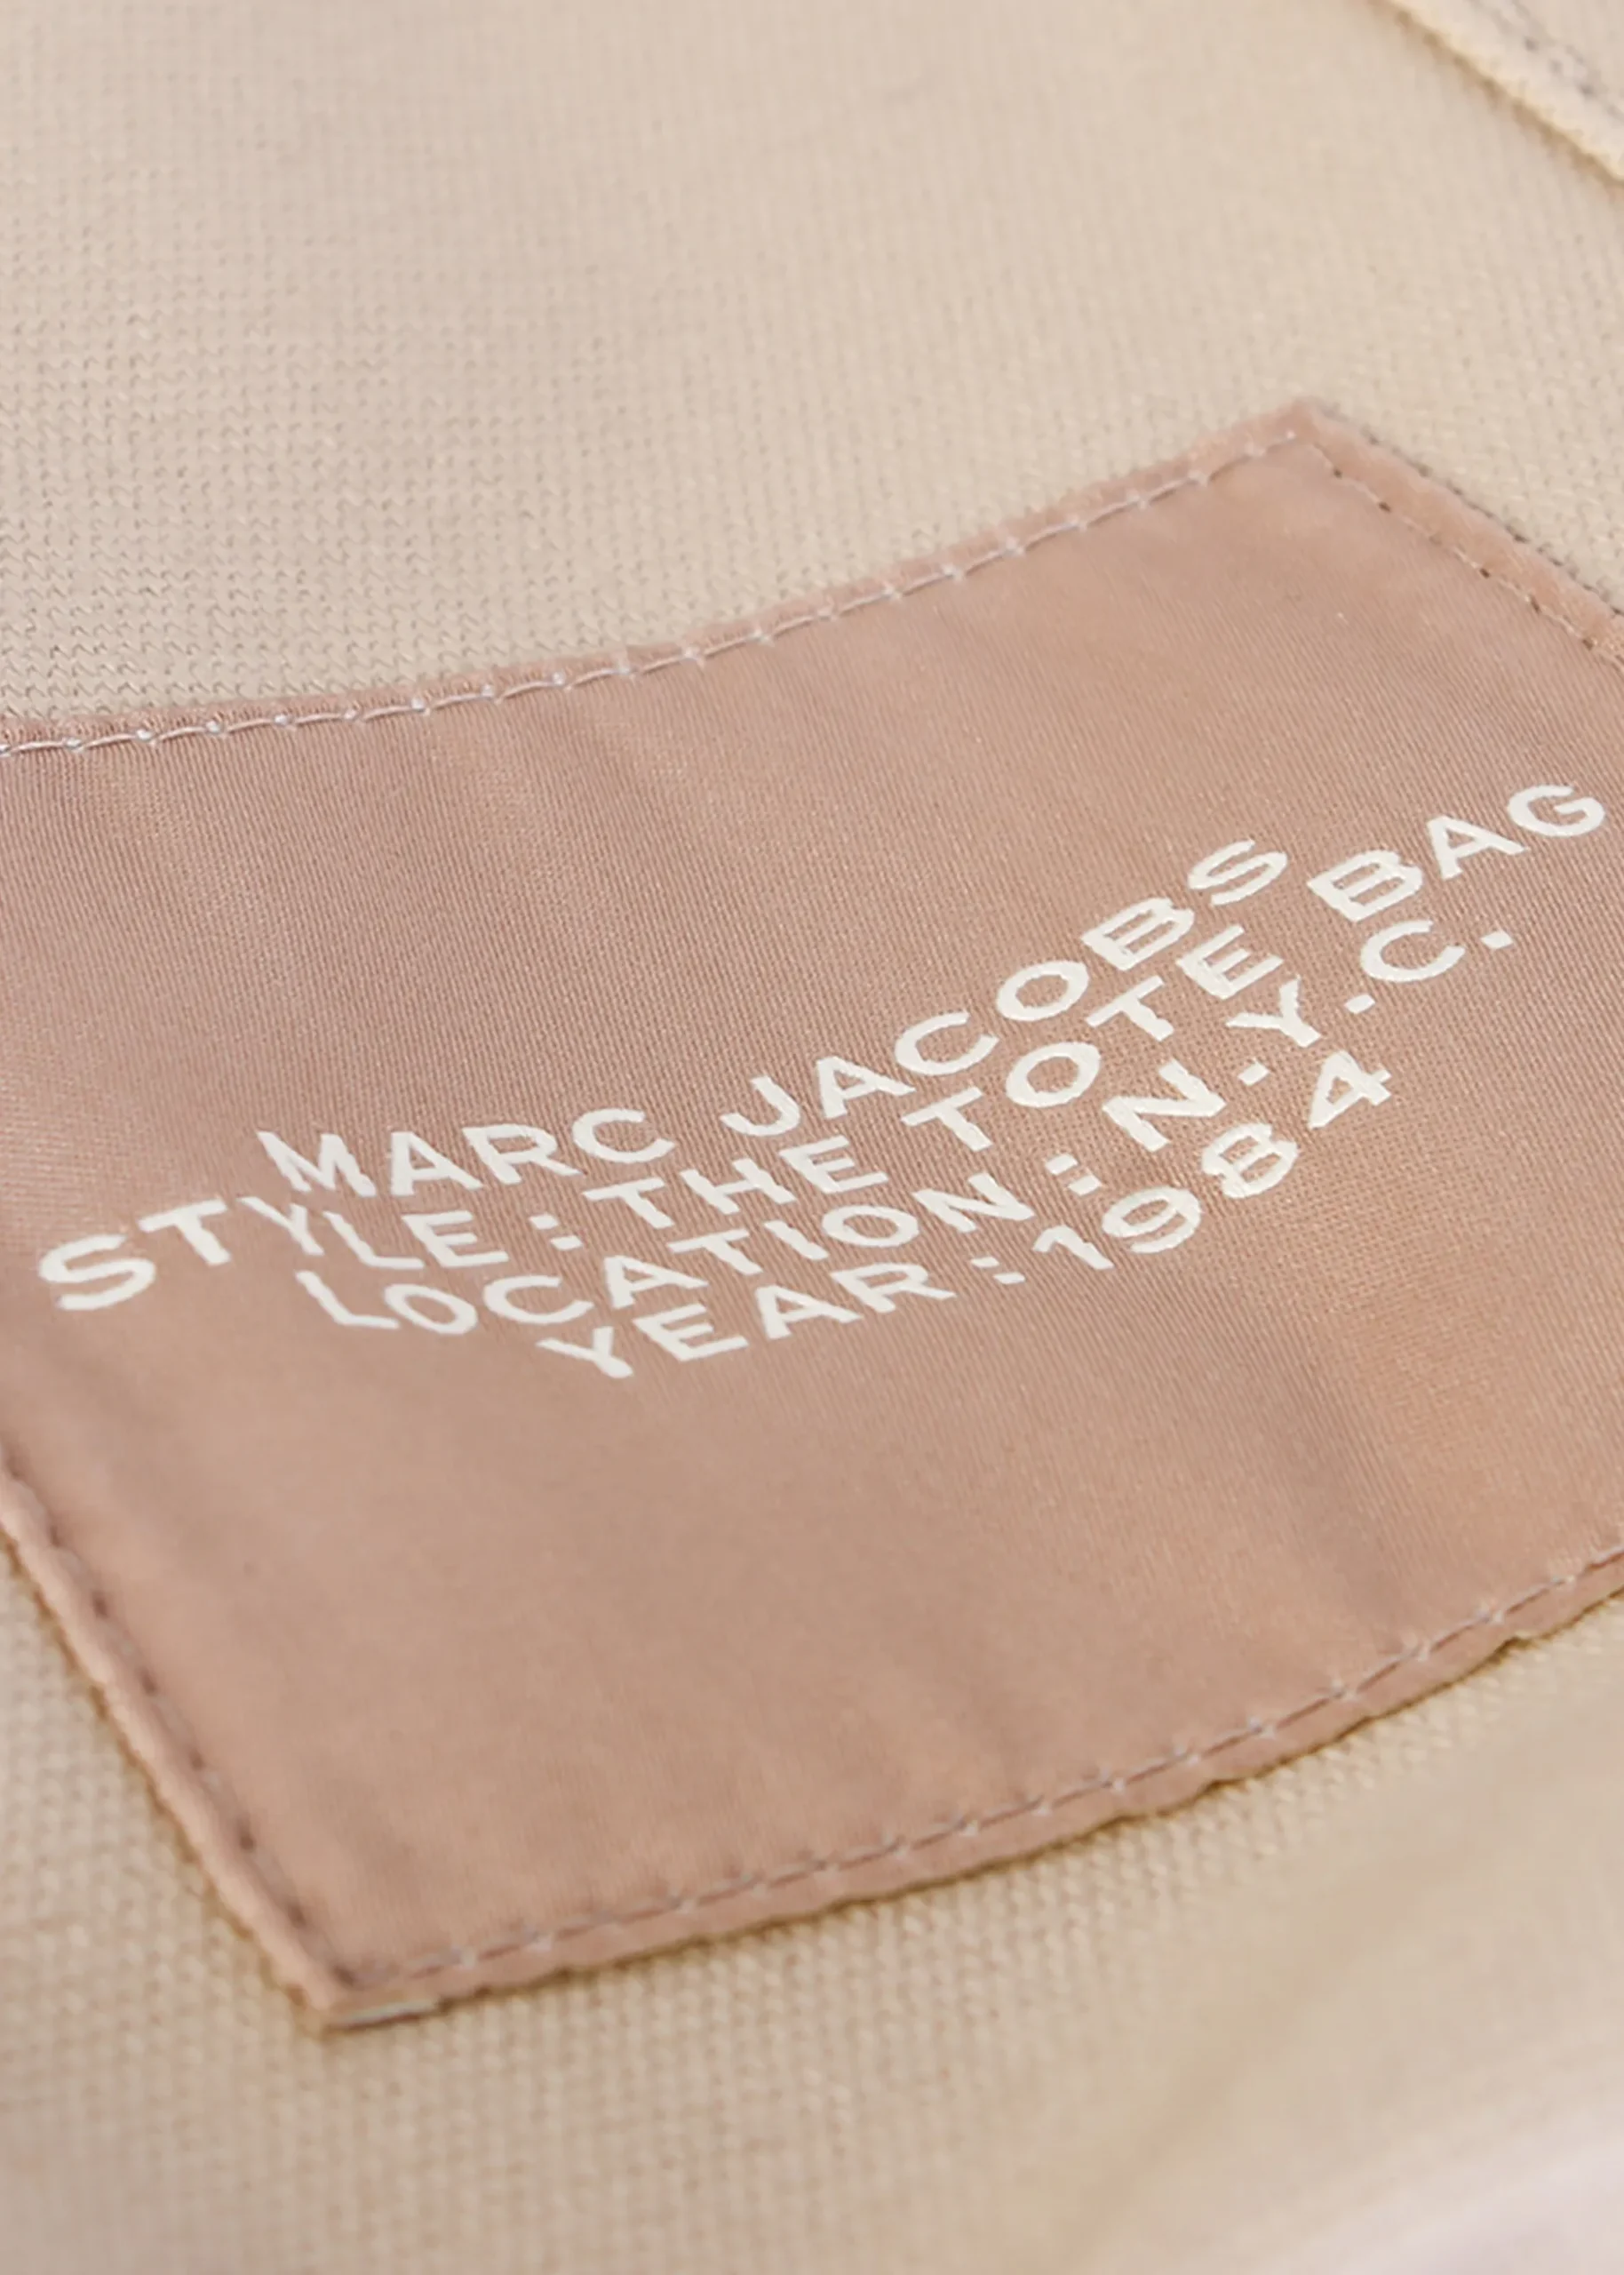 MARC JACOBS
STYLE: THE TOTE BAG
LOCATION: N.Y.C.
YEAR: 1984